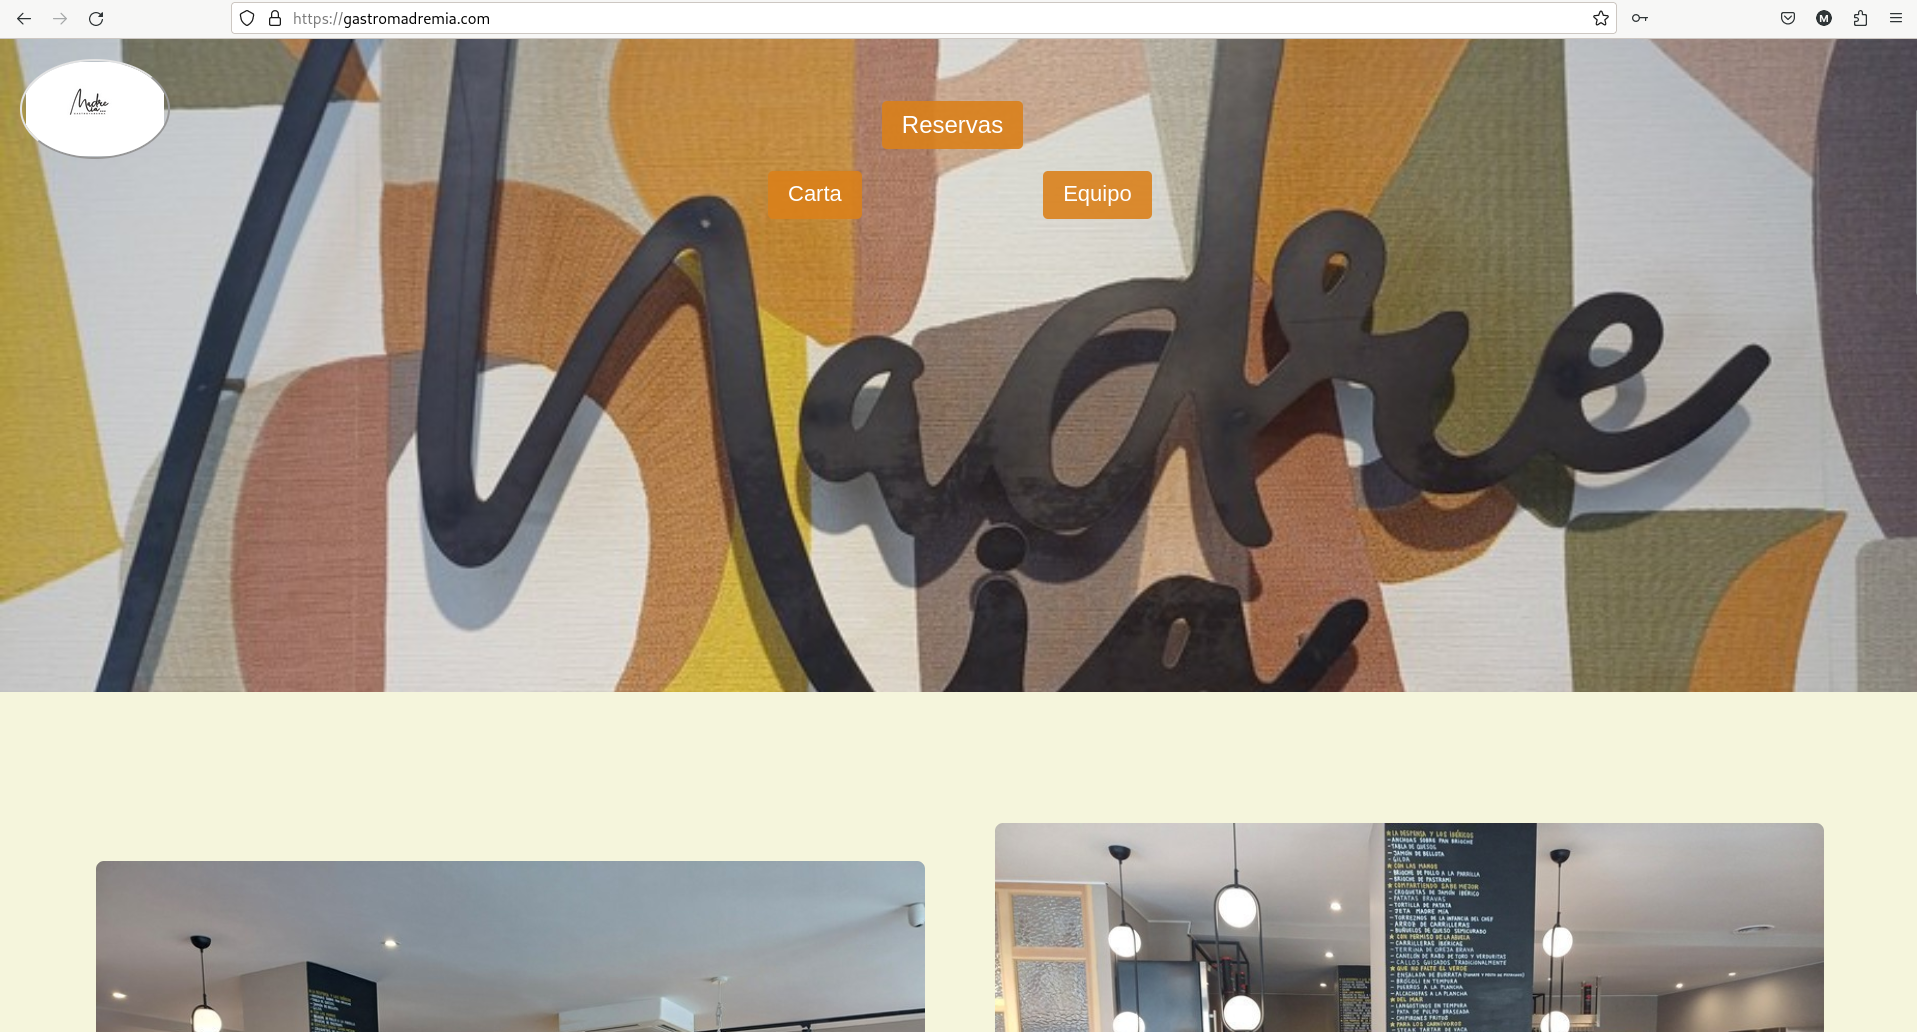 https://gastromadremia.com
Madre
Mia
Reservas
Carta
Equipo
Madre
mia
★ LA DESPENSA Y LOS IBÉRICOS
- ANCHOAS SOBRE PAN BRIOCHE
- TABLA DE QUESOS
- JAMÓN DE BELLOTA
- GILDA
★ CON LAS MANOS
- BRIOCHE DE POLLO A LA PARRILLA
- BRIOCHE DE PASTRAMI
★ COMPARTIENDO SABE MEJOR
- CROQUETAS DE JAMÓN IBÉRICO
- PATATAS BRAVAS
- TORTILLA DE PATATA
- JETA MADRE MIA
- TORREZNOS DE LA INFANCIA DEL CHEF
- ARROZ DE CARRILLERAS
- BUÑUELOS DE QUESO SEMICURADO
★ CON PERMISO DE LA ABUELA
- CARRILLERAS IBÉRICAS
- TERRINA DE OREJA BRAVA
- CANELÓN DE RABO DE TORO Y VERDURITAS
- CALLOS GUISADOS TRADICIONALMENTE
★ QUE NO FALTE EL VERDE
- ENSALADA DE BURRATA
- BRÓCOLI EN TEMPURA
- PUERROS A LA PLANCHA
- ALCACHOFAS A LA PLANCHA
★ DEL MAR
- LANGOSTINOS EN TEMPURA
- PATA DE PULPO BRASEADA
- CHIPIRONES FRITOS
★ PARA LOS CARNÍVOROS
- STEAK TARTAR DE VACA